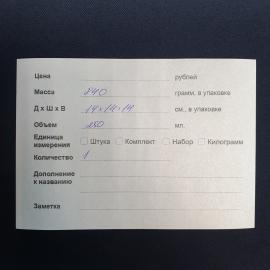 Цена рублей
Масса 240 грамм, в упаковке
Д x Ш x В 14×14×14 см., в упаковке
Объем 250 мл.
Единица измерения Штука Комплект Набор Килограмм
Количество 1
Дополнение к названию
Заметка